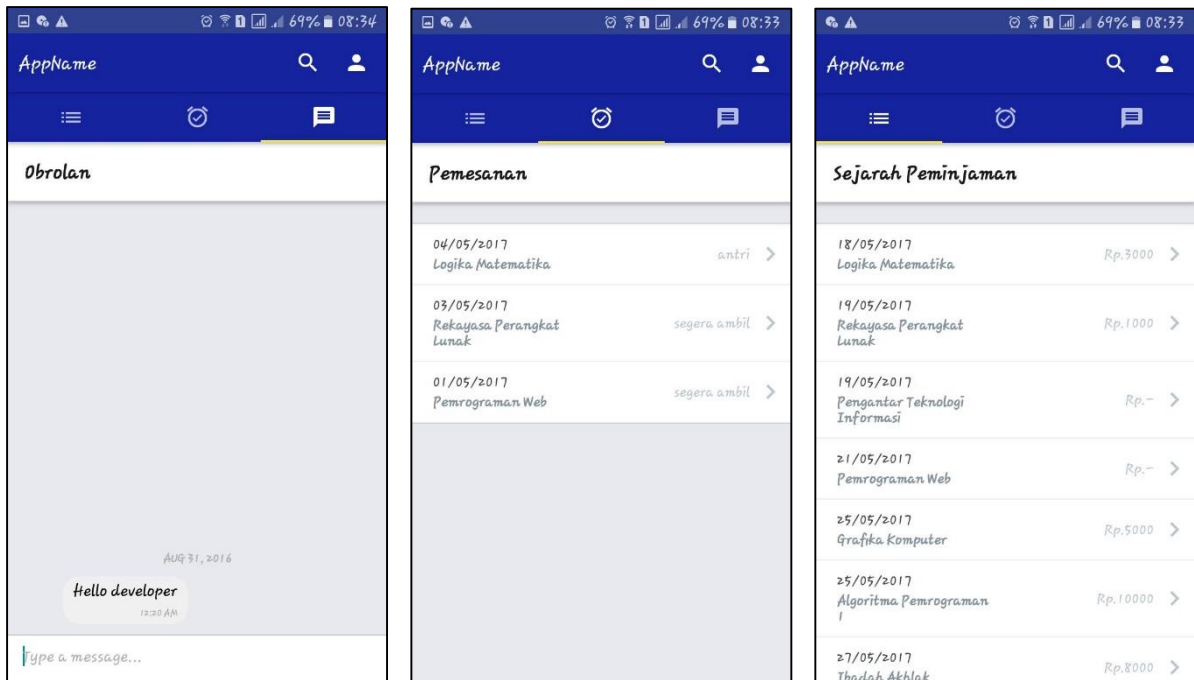 69% 08:34
AppName
Obrolan
AUG 31, 2016
Hello developer
12:20 AM
Type a message...
69% 08:33
AppName
Pemesanan
04/05/2017
Logika Matematika
antri
03/05/2017
Rekayasa Perangkat
Lunak
segera ambil
01/05/2017
Pemrograman Web
segera ambil
69% 08:33
AppName
Sejarah Peminjaman
18/05/2017
Logika Matematika
Rp.3000
19/05/2017
Rekayasa Perangkat
Lunak
Rp.1000
19/05/2017
Pengantar Teknologi
Informasi
Rp.-
21/05/2017
Pemrograman Web
Rp.-
25/05/2017
Grafika Komputer
Rp.5000
25/05/2017
Algoritma Pemrograman
1
Rp.10000
27/05/2017
Ibadah Akhlak
Rp.8000